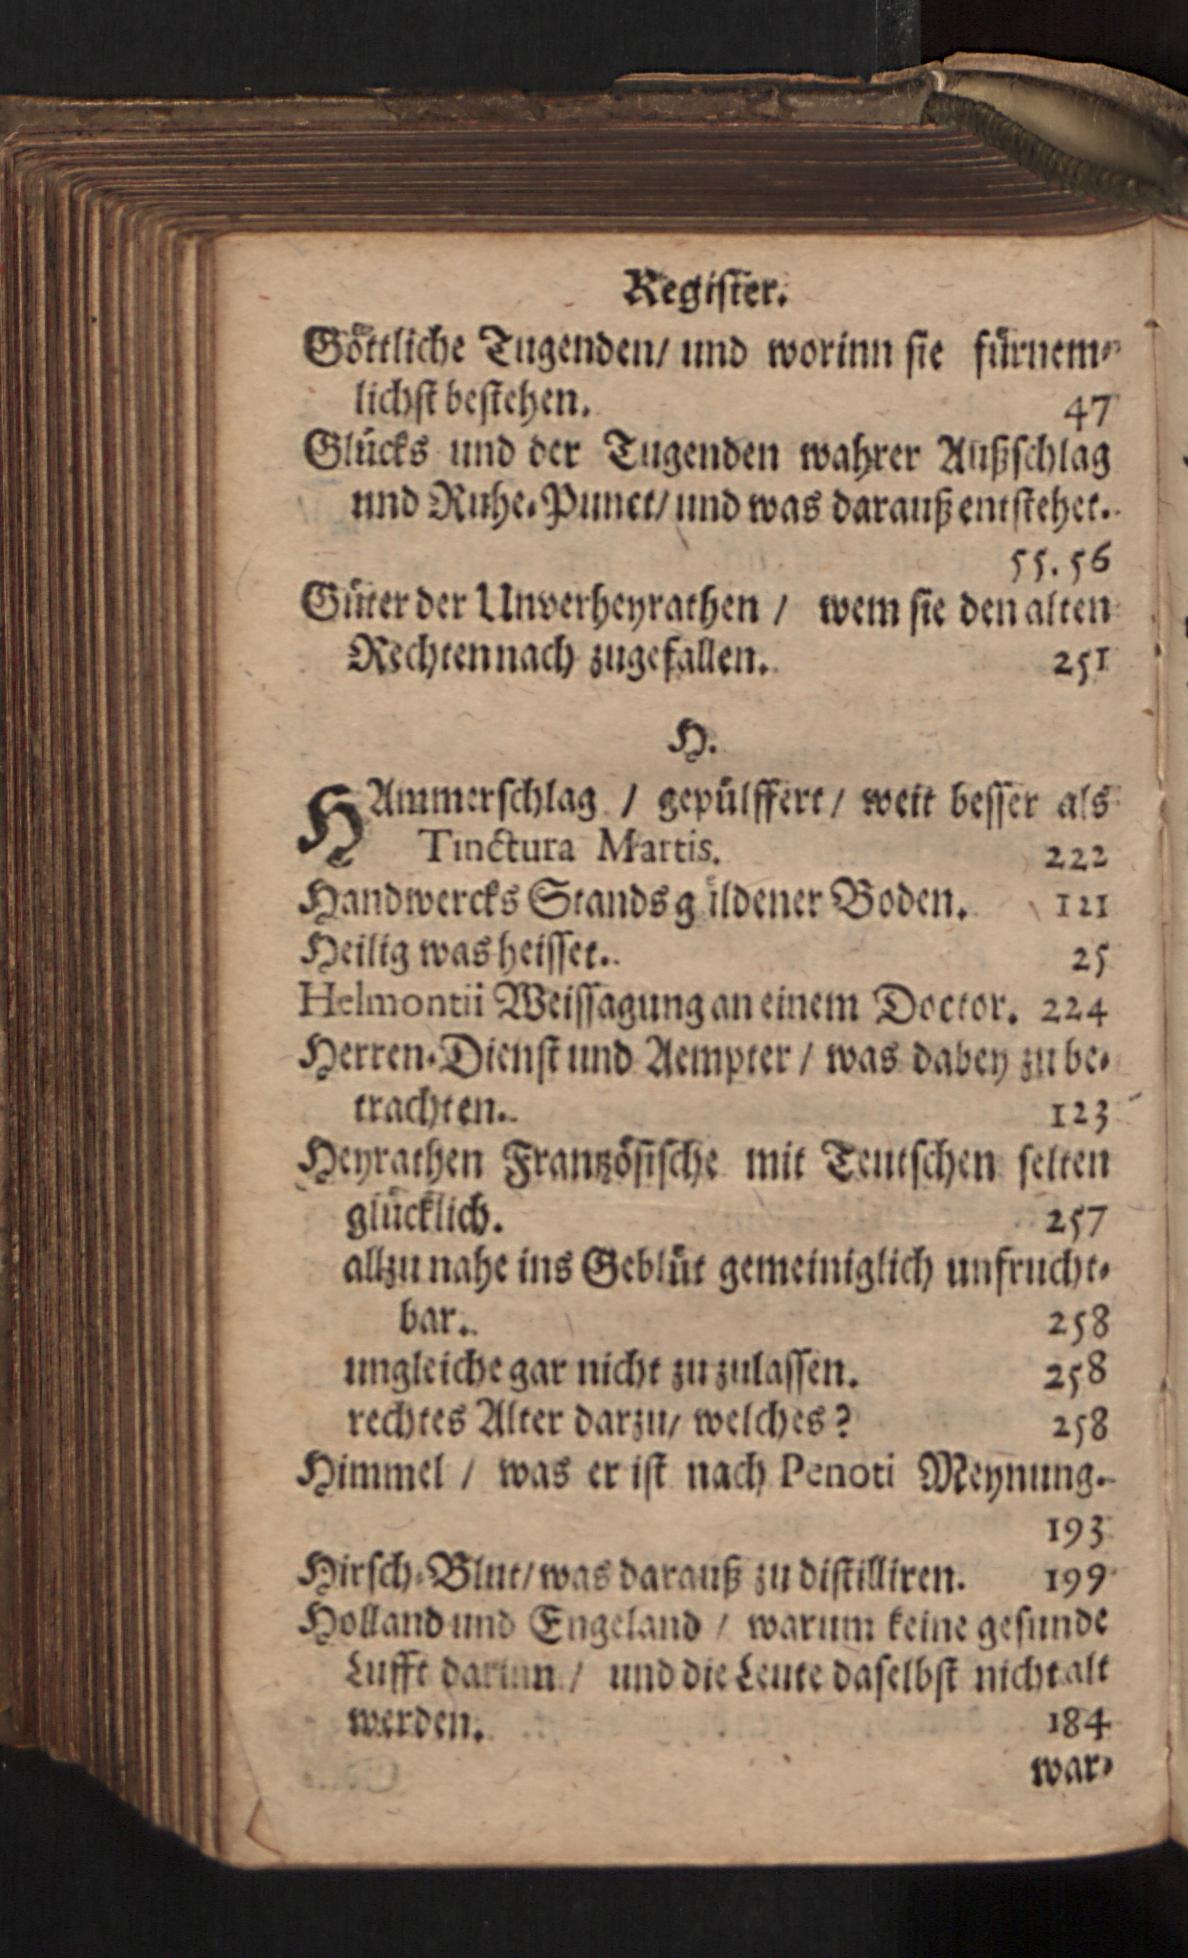 Register.
Göttliche Tugenden/ und worinn sie fürnem-
lichst bestehen. 47
Glücks und der Tugenden wahrer Außschlag
und Ruhe-Punct/ und was darauß entstehet.
55. 56
Güter der Unverheyrathen / wem sie den alten
Rechten nach zugefallen. 251
H.
HAmmerschlag / gepülffert/ weit besser als
Tinctura Martis. 222
Handwercks Stands güldener Boden. 121
Heilig was heisset. 25
Helmontii Weissagung an einem Doctor. 224
Herren-Dienst und Aempter / was dabey zu be-
trachten. 123
Heyrathen Frantzösische mit Teutschen selten
glücklich. 257
allzu nahe ins Geblüt gemeiniglich unfrucht-
bar. 258
ungleiche gar nicht zu zulassen. 258
rechtes Alter darzu/ welches? 258
Himmel / was er ist nach Penoti Meynung.
193
Hirsch-Blut/ was darauß zu distilliren. 199
Holland und Engeland / warum keine gesunde
Lufft darinn / und die Leute daselbst nicht alt
werden. 184
war-